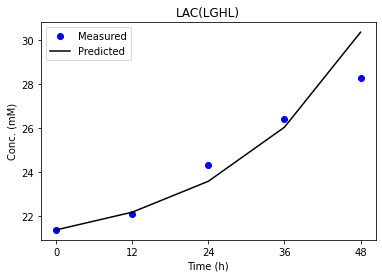 LAC(LGHL)
Measured
Predicted
Conc. (mM)
30
28
26
24
22
0 12 24 36 48
Time (h)